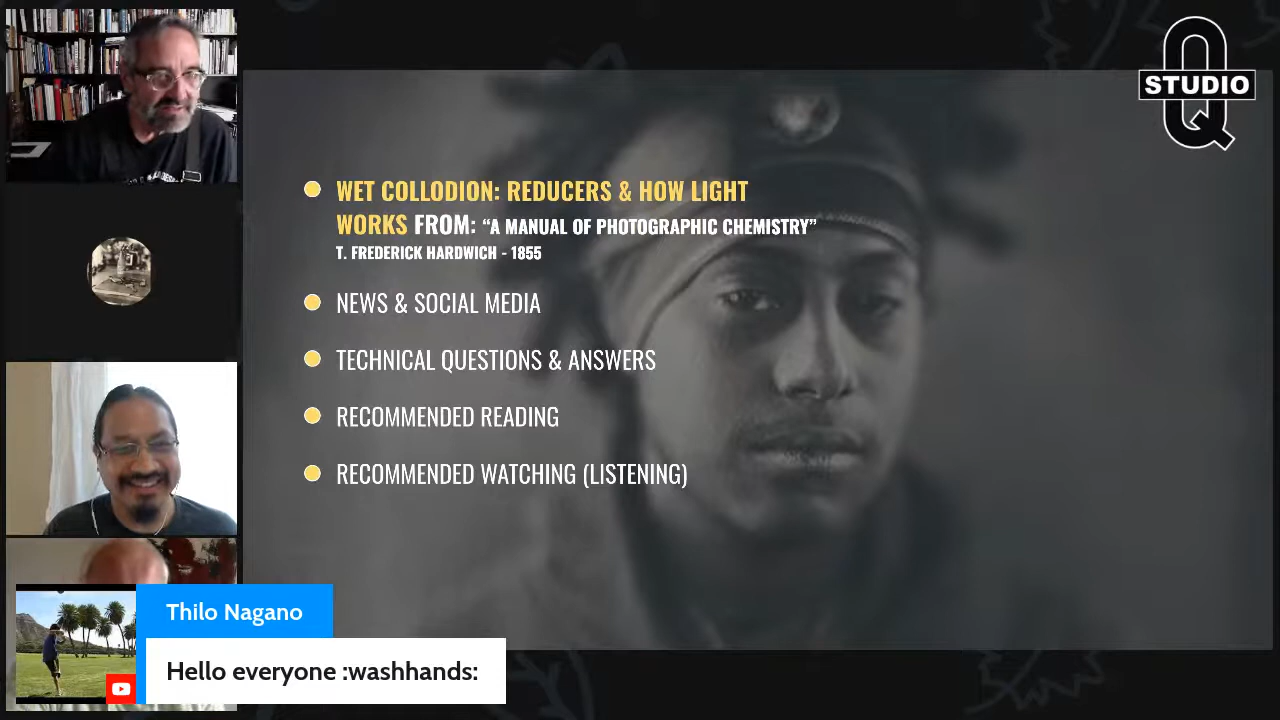 STUDIO
Q
WET COLLODION: REDUCERS & HOW LIGHT
WORKS FROM: “A MANUAL OF PHOTOGRAPHIC CHEMISTRY”
T. FREDERICK HARDWICH - 1855
NEWS & SOCIAL MEDIA
TECHNICAL QUESTIONS & ANSWERS
RECOMMENDED READING
RECOMMENDED WATCHING (LISTENING)
Thilo Nagano
Hello everyone :washhands: